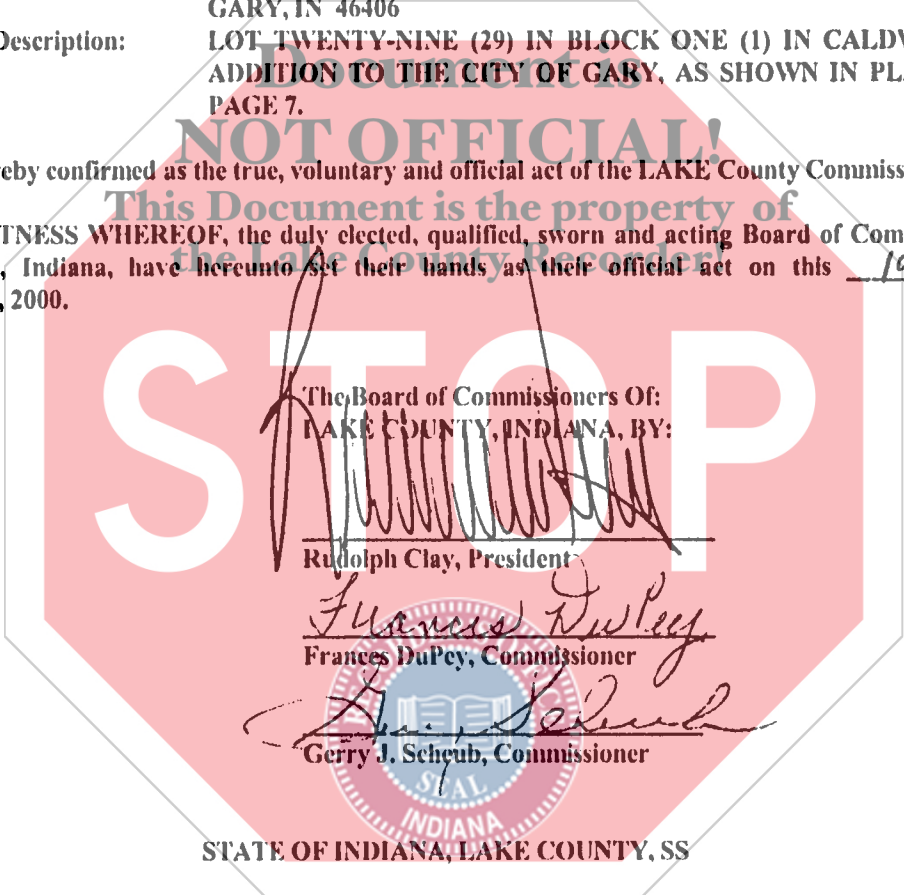 GARY, IN 46406
Description: LOT TWENTY-NINE (29) IN BLOCK ONE (1) IN
ADDITION TO THE CITY OF GARY, AS SHOWN IN
PAGE 7.
Document is
NOT OFFICIAL!
eby confirmed as the true, voluntary and official act of the LAKE County Commiss
This Document is the property of
TNESS WHEREOF, the duly elected, qualified, sworn and acting Board of Com
the Lake County Recorder!
, Indiana, have hereunto set their hands as their official act on this
, 2000.
STOP
The Board of Commissioners Of:
LAKE COUNTY, INDIANA, BY:
Rudolph Clay, President
Frances DuPey
Frances DuPey, Commissioner
Gerry J. Scheub, Commissioner
SEAL
INDIANA
STATE OF INDIANA, LAKE COUNTY, SS